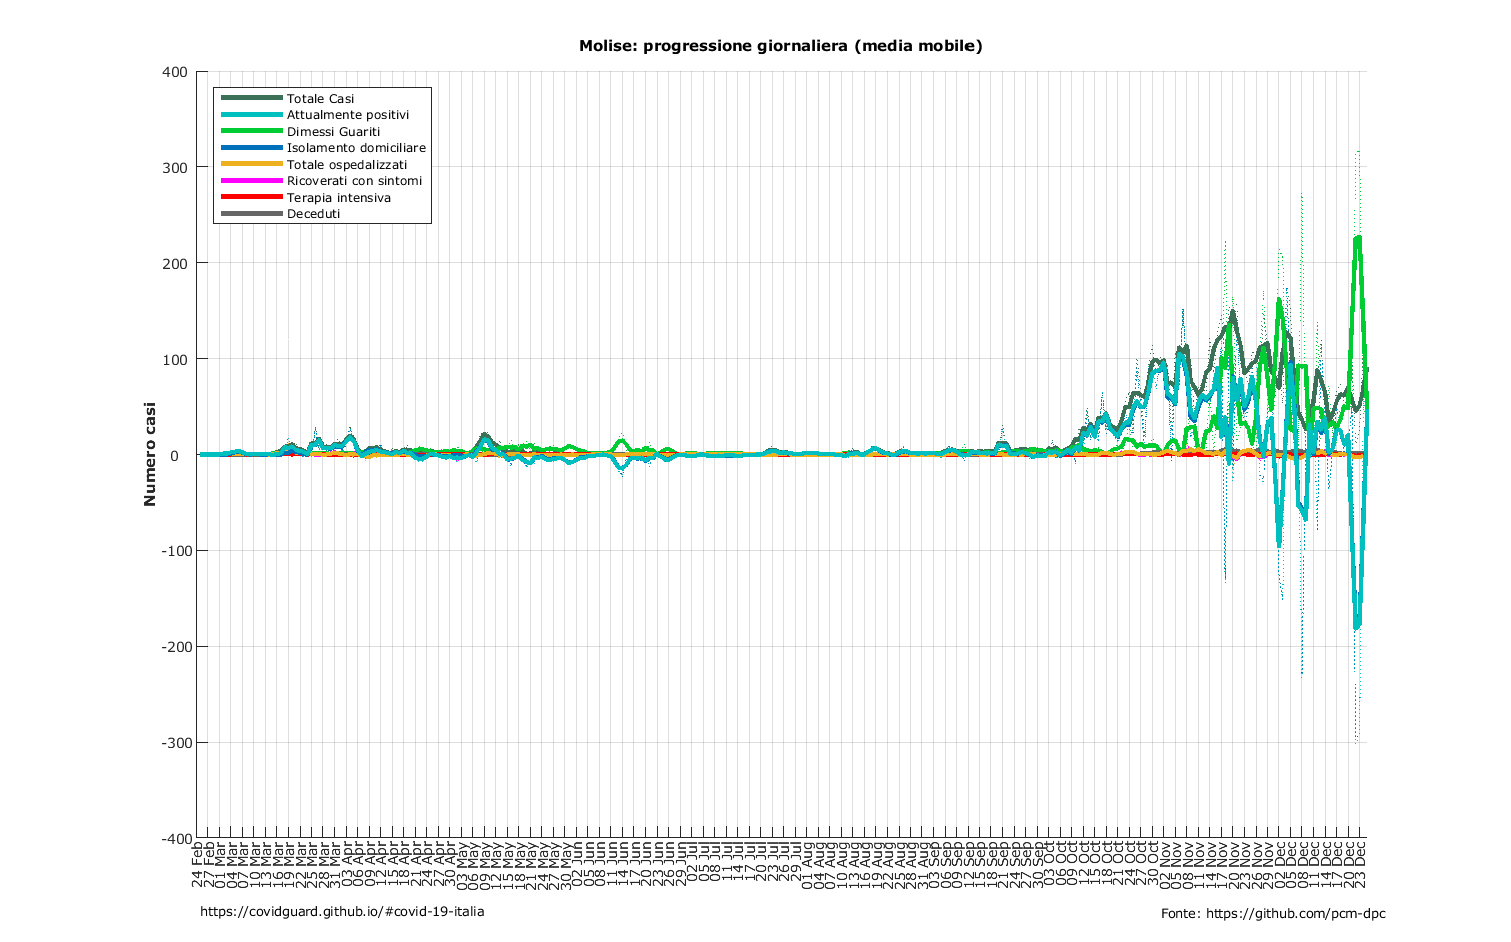 Molise: progressione giornaliera (media mobile)
400
300
200
100
0
-100
-200
-300
-400
Numero casi
Totale Casi
Attualmente positivi
Dimessi Guariti
Isolamento domiciliare
Totale ospedalizzati
Ricoverati con sintomi
Terapia intensiva
Deceduti
24 Feb
27 Feb
01 Mar
04 Mar
07 Mar
10 Mar
13 Mar
16 Mar
19 Mar
22 Mar
25 Mar
28 Mar
31 Mar
03 Apr
06 Apr
09 Apr
12 Apr
15 Apr
18 Apr
21 Apr
24 Apr
27 Apr
30 Apr
03 May
06 May
09 May
12 May
15 May
18 May
21 May
24 May
27 May
30 May
02 Jun
05 Jun
08 Jun
11 Jun
14 Jun
17 Jun
20 Jun
23 Jun
26 Jun
29 Jun
02 Jul
05 Jul
08 Jul
11 Jul
14 Jul
17 Jul
20 Jul
23 Jul
26 Jul
29 Jul
01 Aug
04 Aug
07 Aug
10 Aug
13 Aug
16 Aug
19 Aug
22 Aug
25 Aug
28 Aug
31 Aug
03 Sep
06 Sep
09 Sep
12 Sep
15 Sep
18 Sep
21 Sep
24 Sep
27 Sep
30 Sep
03 Oct
06 Oct
09 Oct
12 Oct
15 Oct
18 Oct
21 Oct
24 Oct
27 Oct
30 Oct
02 Nov
05 Nov
08 Nov
11 Nov
14 Nov
17 Nov
20 Nov
23 Nov
26 Nov
29 Nov
02 Dec
05 Dec
08 Dec
11 Dec
14 Dec
17 Dec
20 Dec
23 Dec
https://covidguard.github.io/#covid-19-italia
Fonte: https://github.com/pcm-dpc